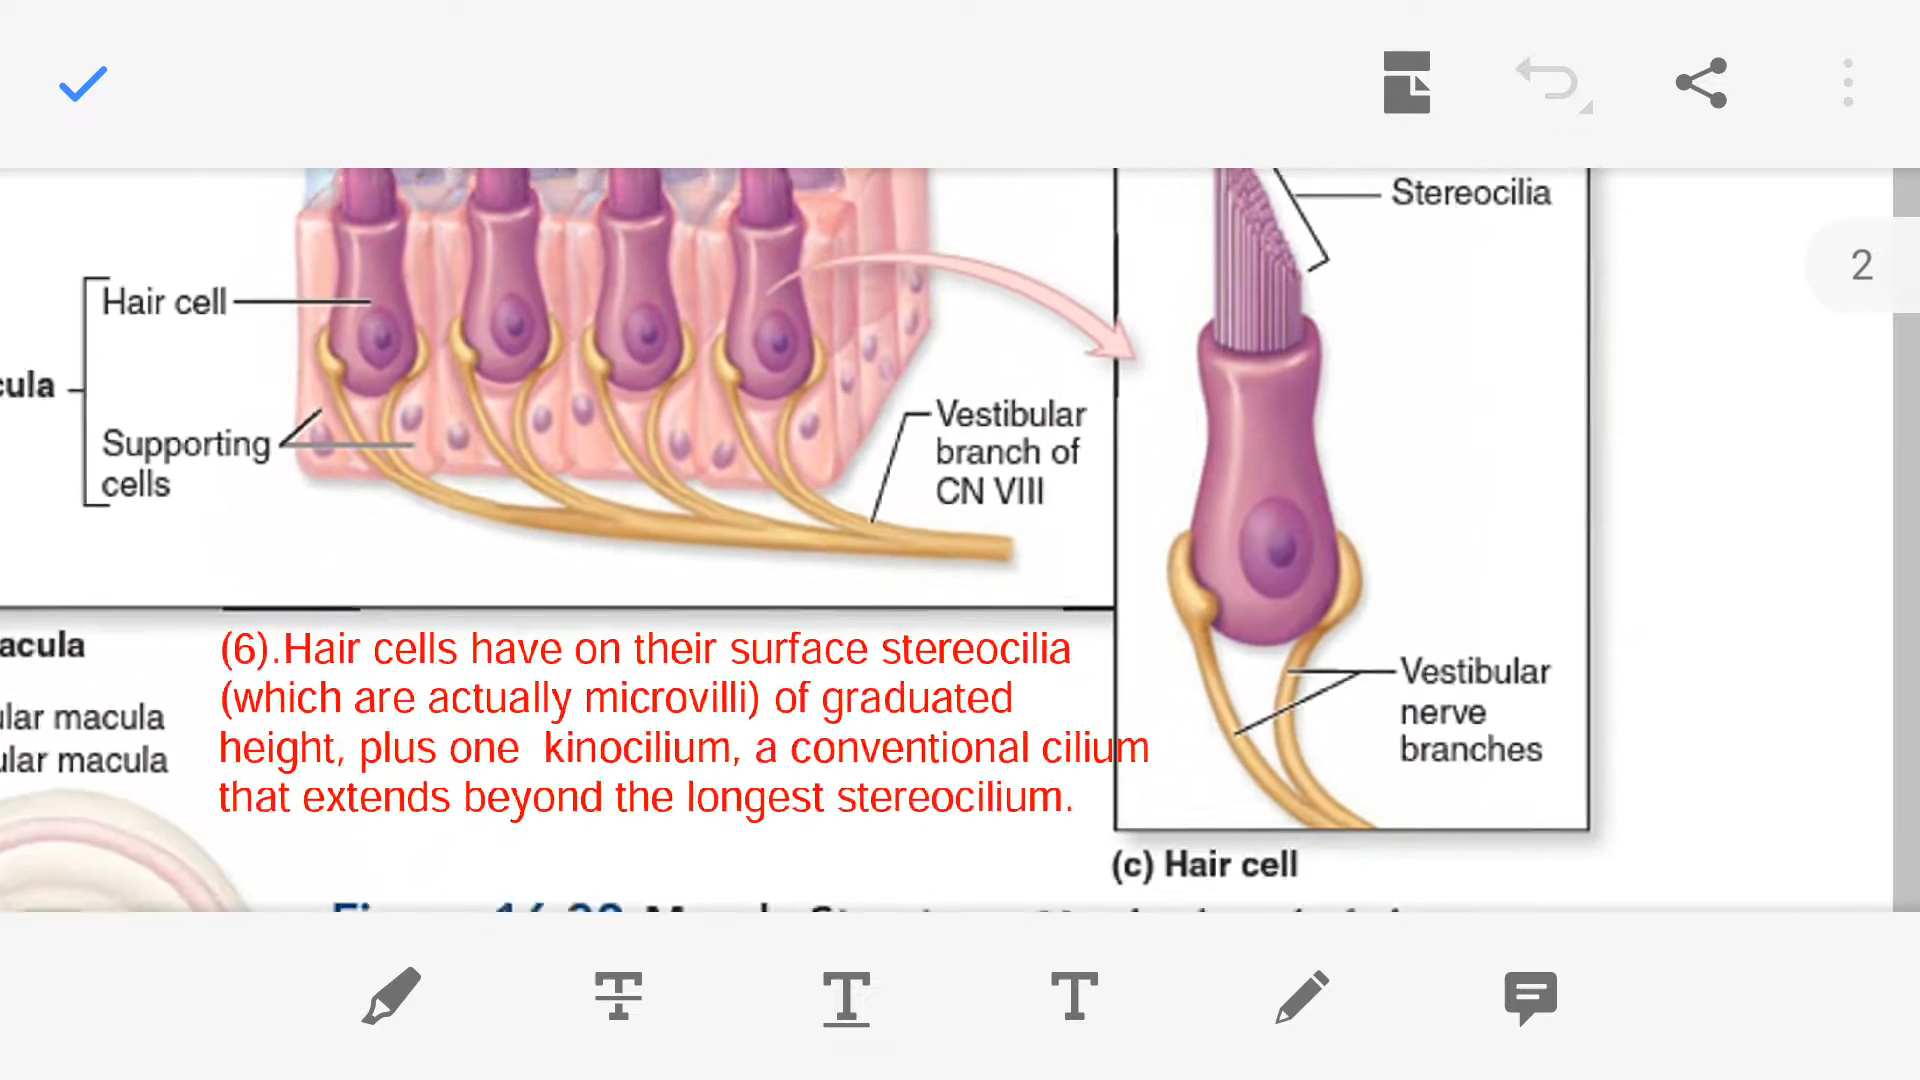 Stereocilia
2
Hair cell
cula
Supporting
cells
Vestibular
branch of
CN VIII
acula
ular macula
ular macula
(6).Hair cells have on their surface stereocilia
(which are actually microvilli) of graduated
height, plus one  kinocilium, a conventional cilium
that extends beyond the longest stereocilium.
Vestibular
nerve
branches
(c) Hair cell